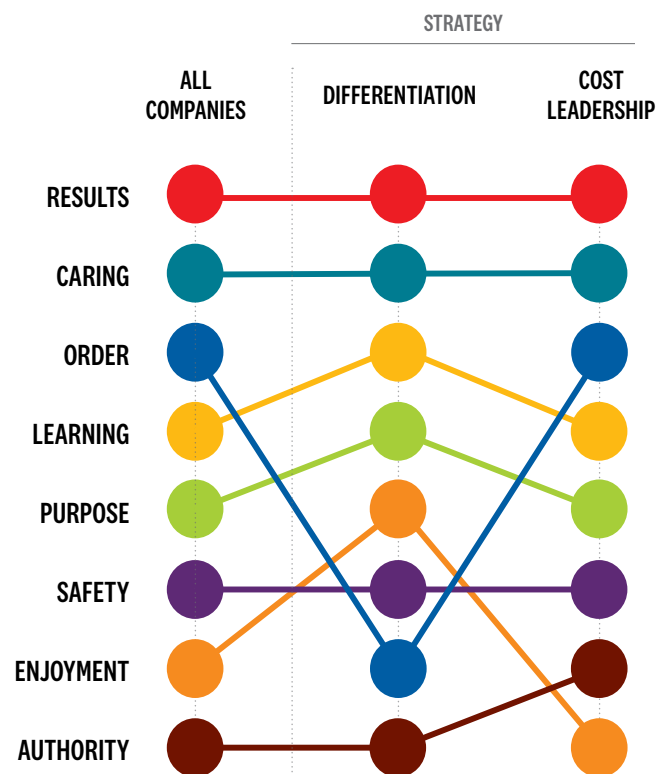 STRATEGY
ALL
COMPANIES
DIFFERENTIATION
COST
LEADERSHIP
RESULTS
CARING
ORDER
LEARNING
PURPOSE
SAFETY
ENJOYMENT
AUTHORITY